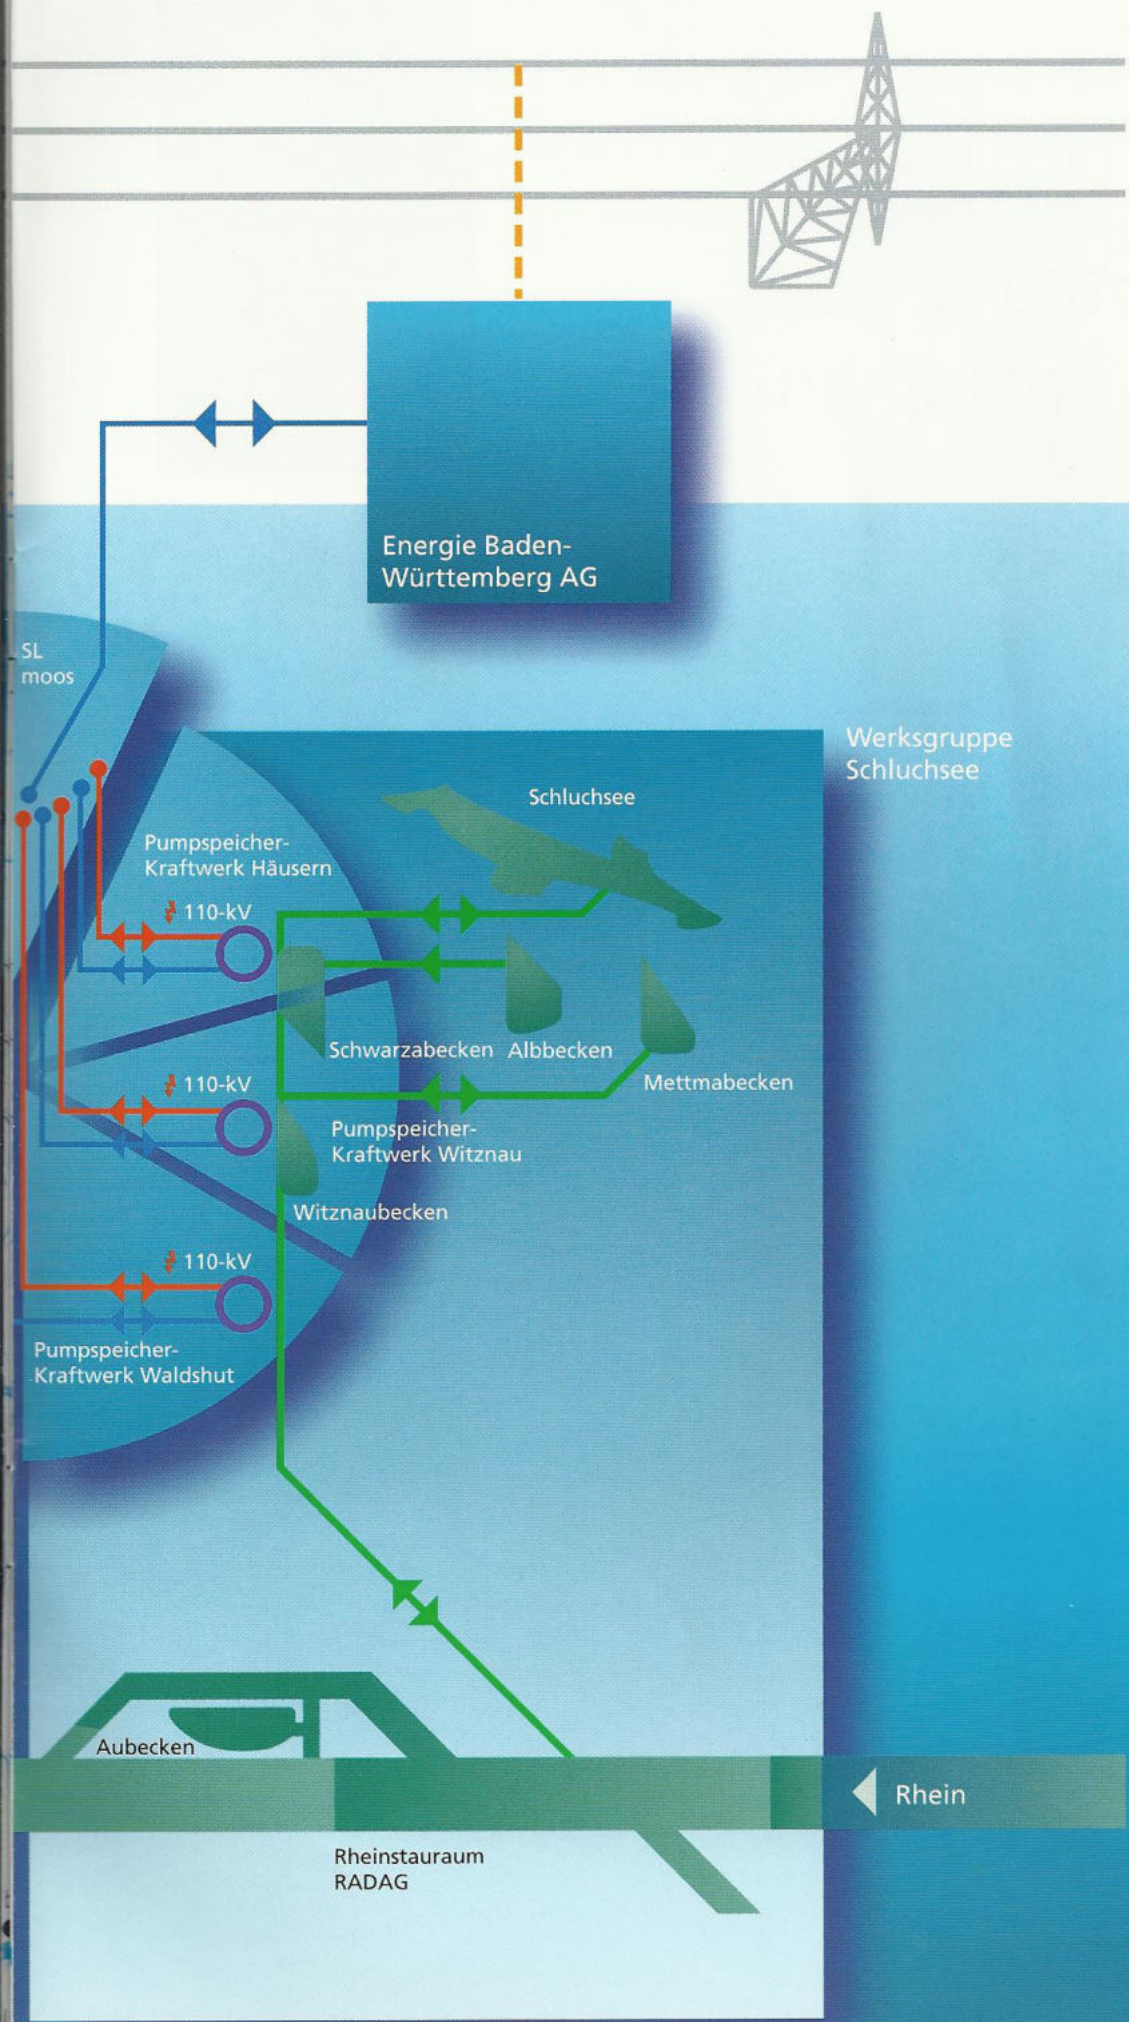 Energie Baden-
Württemberg AG
SL
moos
Werksgruppe
Schluchsee
Schluchsee
Pumpspeicher-
Kraftwerk Häusern
110-kV
Schwarzabecken
Albbecken
Mettmabecken
110-kV
Pumpspeicher-
Kraftwerk Witznau
Witznaubecken
110-kV
Pumpspeicher-
Kraftwerk Waldshut
Aubecken
Rhein
Rheinstauraum
RADAG